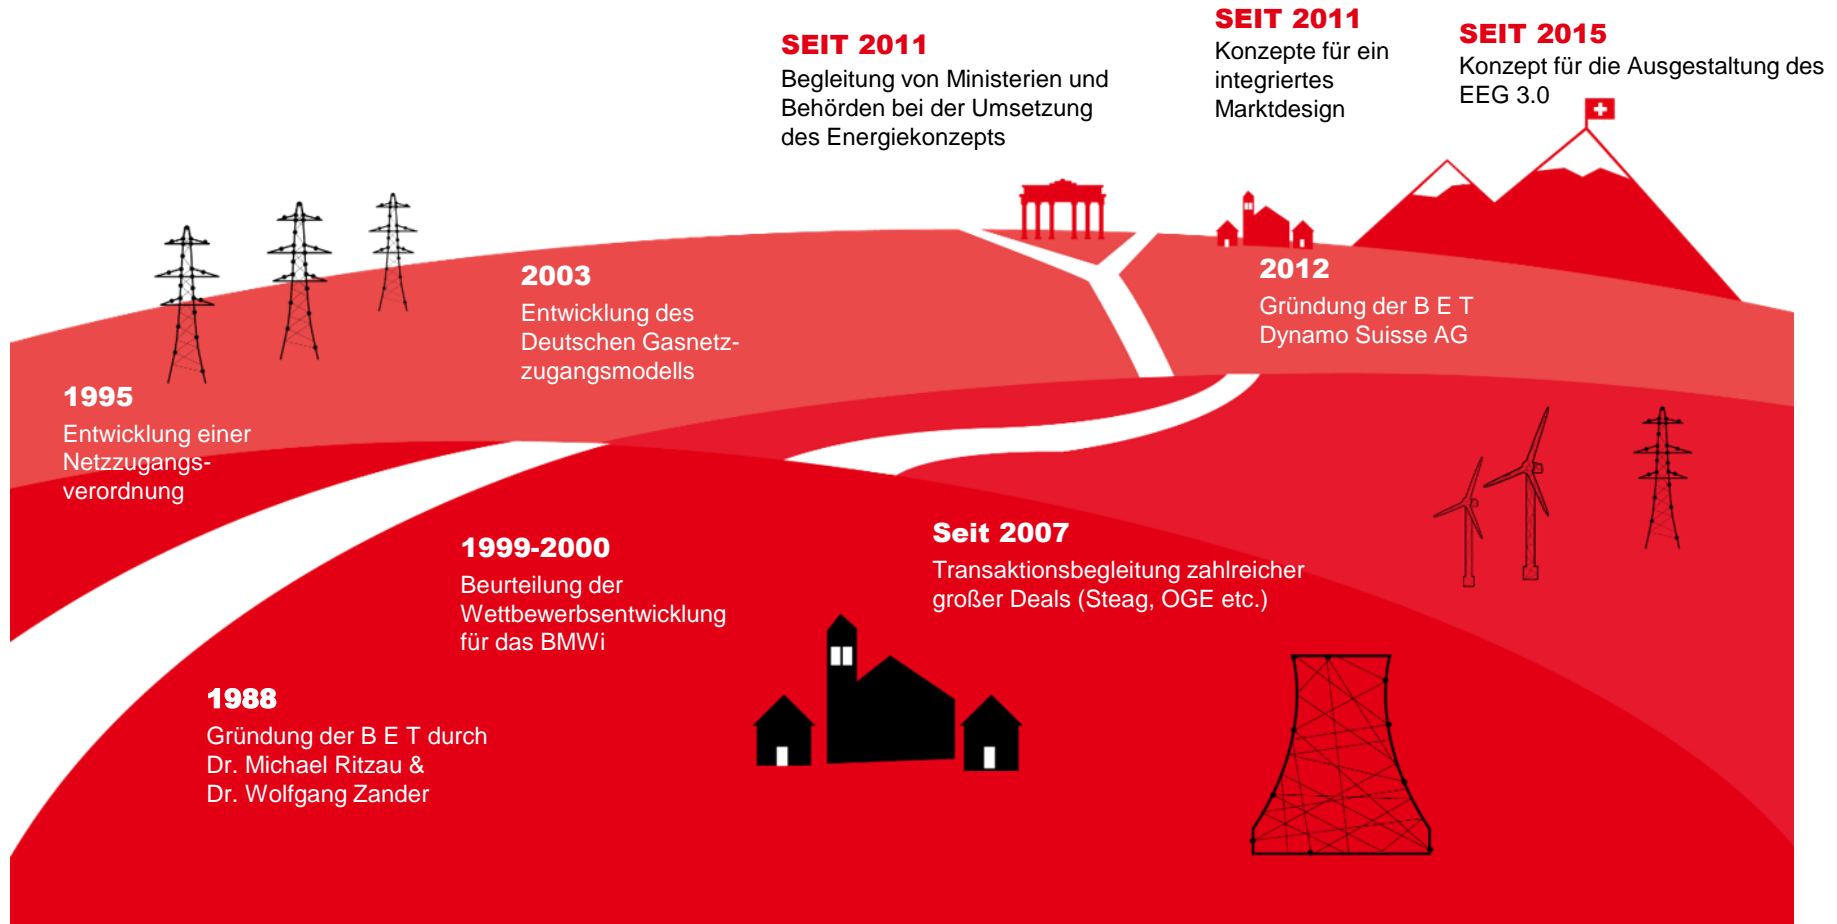 SEIT 2011
Begleitung von Ministerien und
Behörden bei der Umsetzung
des Energiekonzepts
SEIT 2011
Konzepte für ein
integriertes
Marktdesign
SEIT 2015
Konzept für die Ausgestaltung des
EEG 3.0
2003
Entwicklung des
Deutschen Gasnetz-
zugangsmodells
2012
Gründung der B E T
Dynamo Suisse AG
1995
Entwicklung einer
Netzzugangs-
verordnung
1999-2000
Beurteilung der
Wettbewerbsentwicklung
für das BMWi
Seit 2007
Transaktionsbegleitung zahlreicher
großer Deals (Steag, OGE etc.)
1988
Gründung der B E T durch
Dr. Michael Ritzau &
Dr. Wolfgang Zander